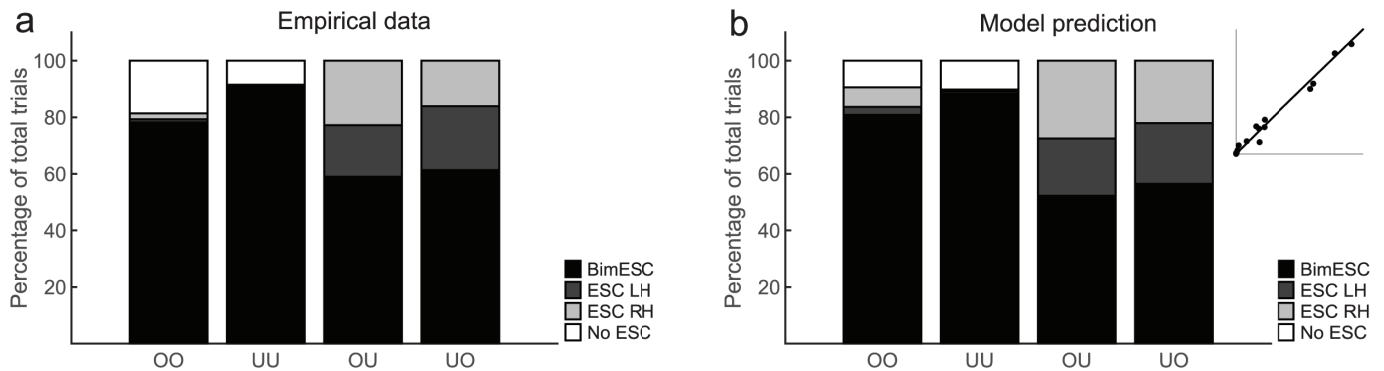 a
Empirical data
Percentage of total trials
100
80
60
40
20
OO UU OU UO
BimESC
ESC LH
ESC RH
No ESC
b
Model prediction
Percentage of total trials
100
80
60
40
20
OO UU OU UO
BimESC
ESC LH
ESC RH
No ESC